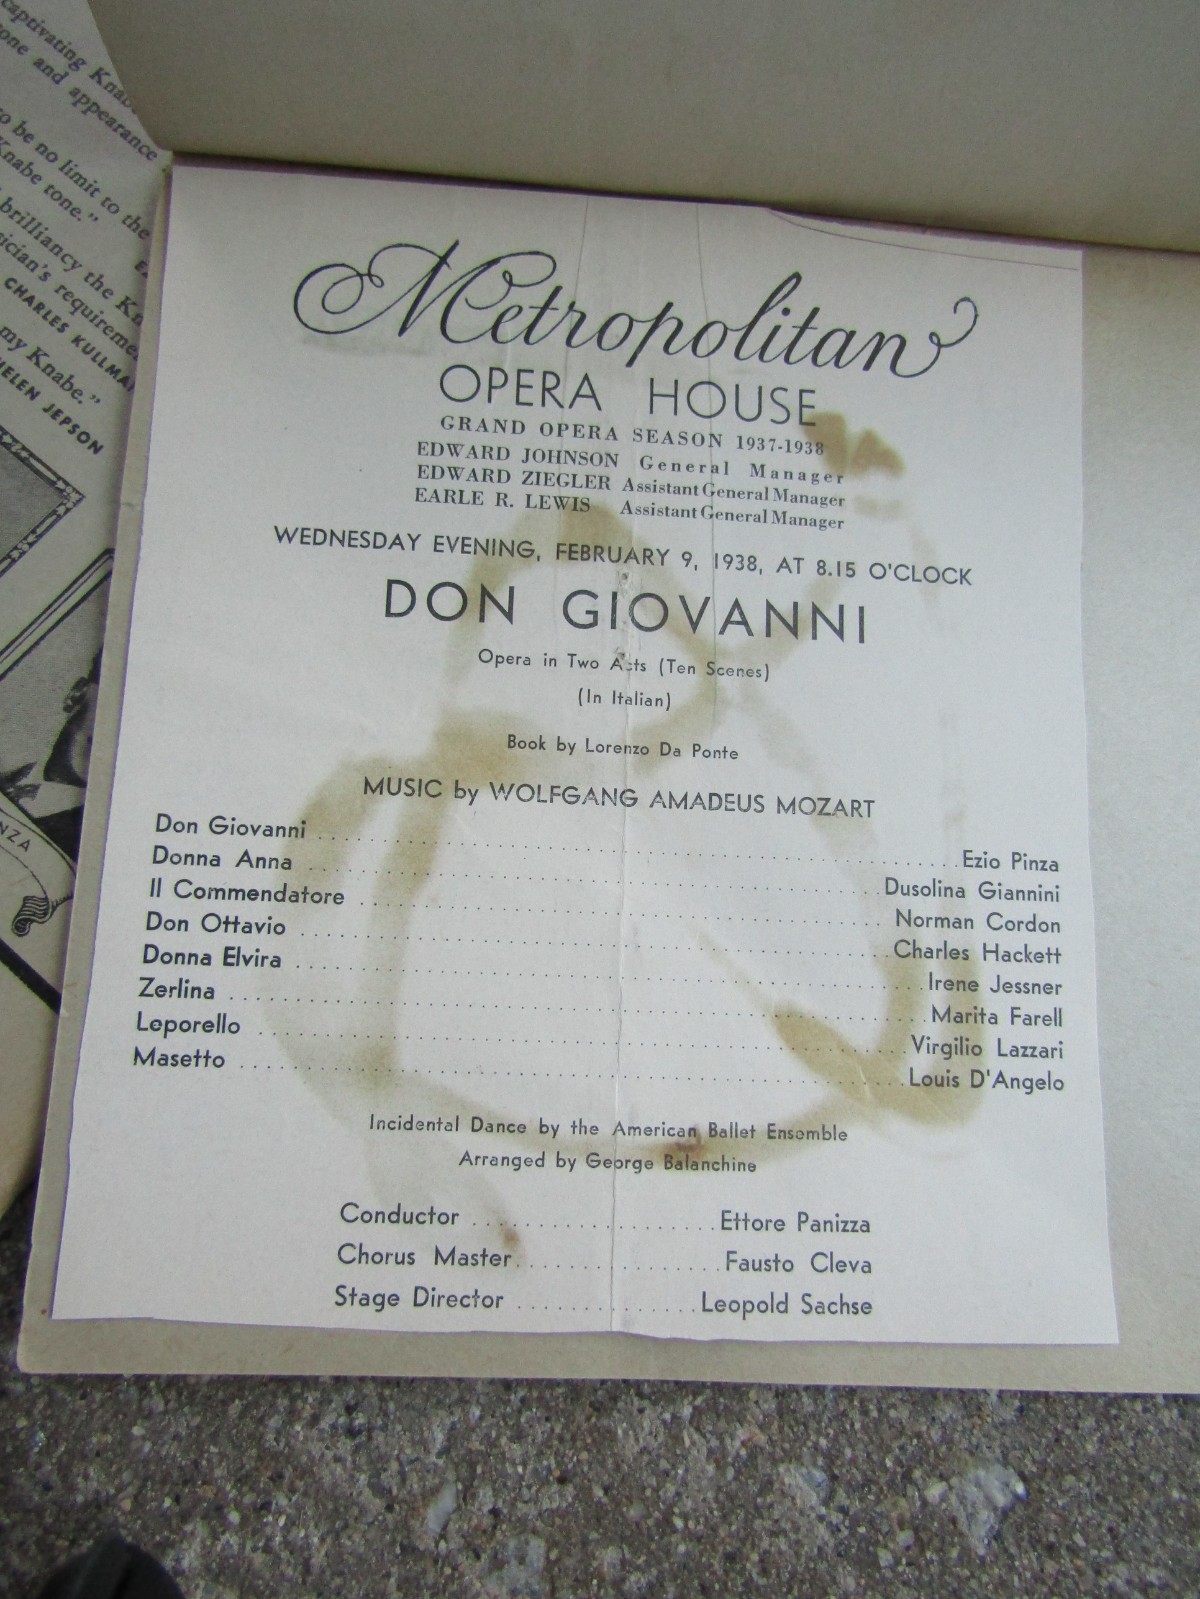 captivating Knabe
one and appearance
o be no limit to the
Knabe tone."
brilliancy the
sician's
CHARLES KULLMAN
my Knabe."
HELEN JEPSON
NZA
Metropolitan
OPERA HOUSE
GRAND OPERA SEASON 1937-1938
EDWARD JOHNSON General Manager
EDWARD ZIEGLER Assistant General Manager
EARLE R. LEWIS Assistant General Manager
WEDNESDAY EVENING, FEBRUARY 9, 1938, AT 8.15 O'CLOCK
DON GIOVANNI
Opera in Two Acts (Ten Scenes)
(In Italian)
Book by Lorenzo Da Ponte
MUSIC by WOLFGANG AMADEUS MOZART
Don Giovanni ........ Ezio Pinza
Donna Anna ........ Dusolina Giannini
Il Commendatore ........ Norman Cordon
Don Ottavio ........ Charles Hackett
Donna Elvira ........ Irene Jessner
Zerlina ........ Marita Farell
Leporello ........ Virgilio Lazzari
Masetto ........ Louis D'Angelo
Incidental Dance by the American Ballet Ensemble
Arranged by George Balanchine
Conductor ........ Ettore Panizza
Chorus Master ........ Fausto Cleva
Stage Director ........ Leopold Sachse